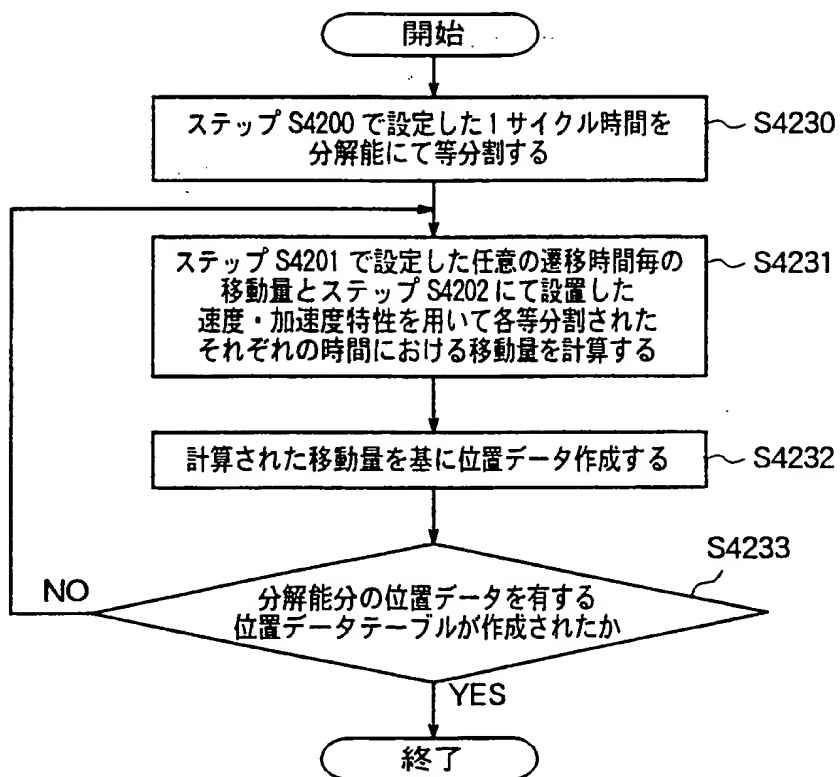 開始
ステップ S4200 で設定した1サイクル時間を
分解能にて等分割する
S4230
ステップ S4201 で設定した任意の遷移時間毎の
移動量とステップ S4202 にて設置した
速度・加速度特性を用いて各等分割された
それぞれの時間における移動量を計算する
S4231
計算された移動量を基に位置データ作成する
S4232
S4233
分解能分の位置データを有する
位置データテーブルが作成されたか
NO
YES
終了